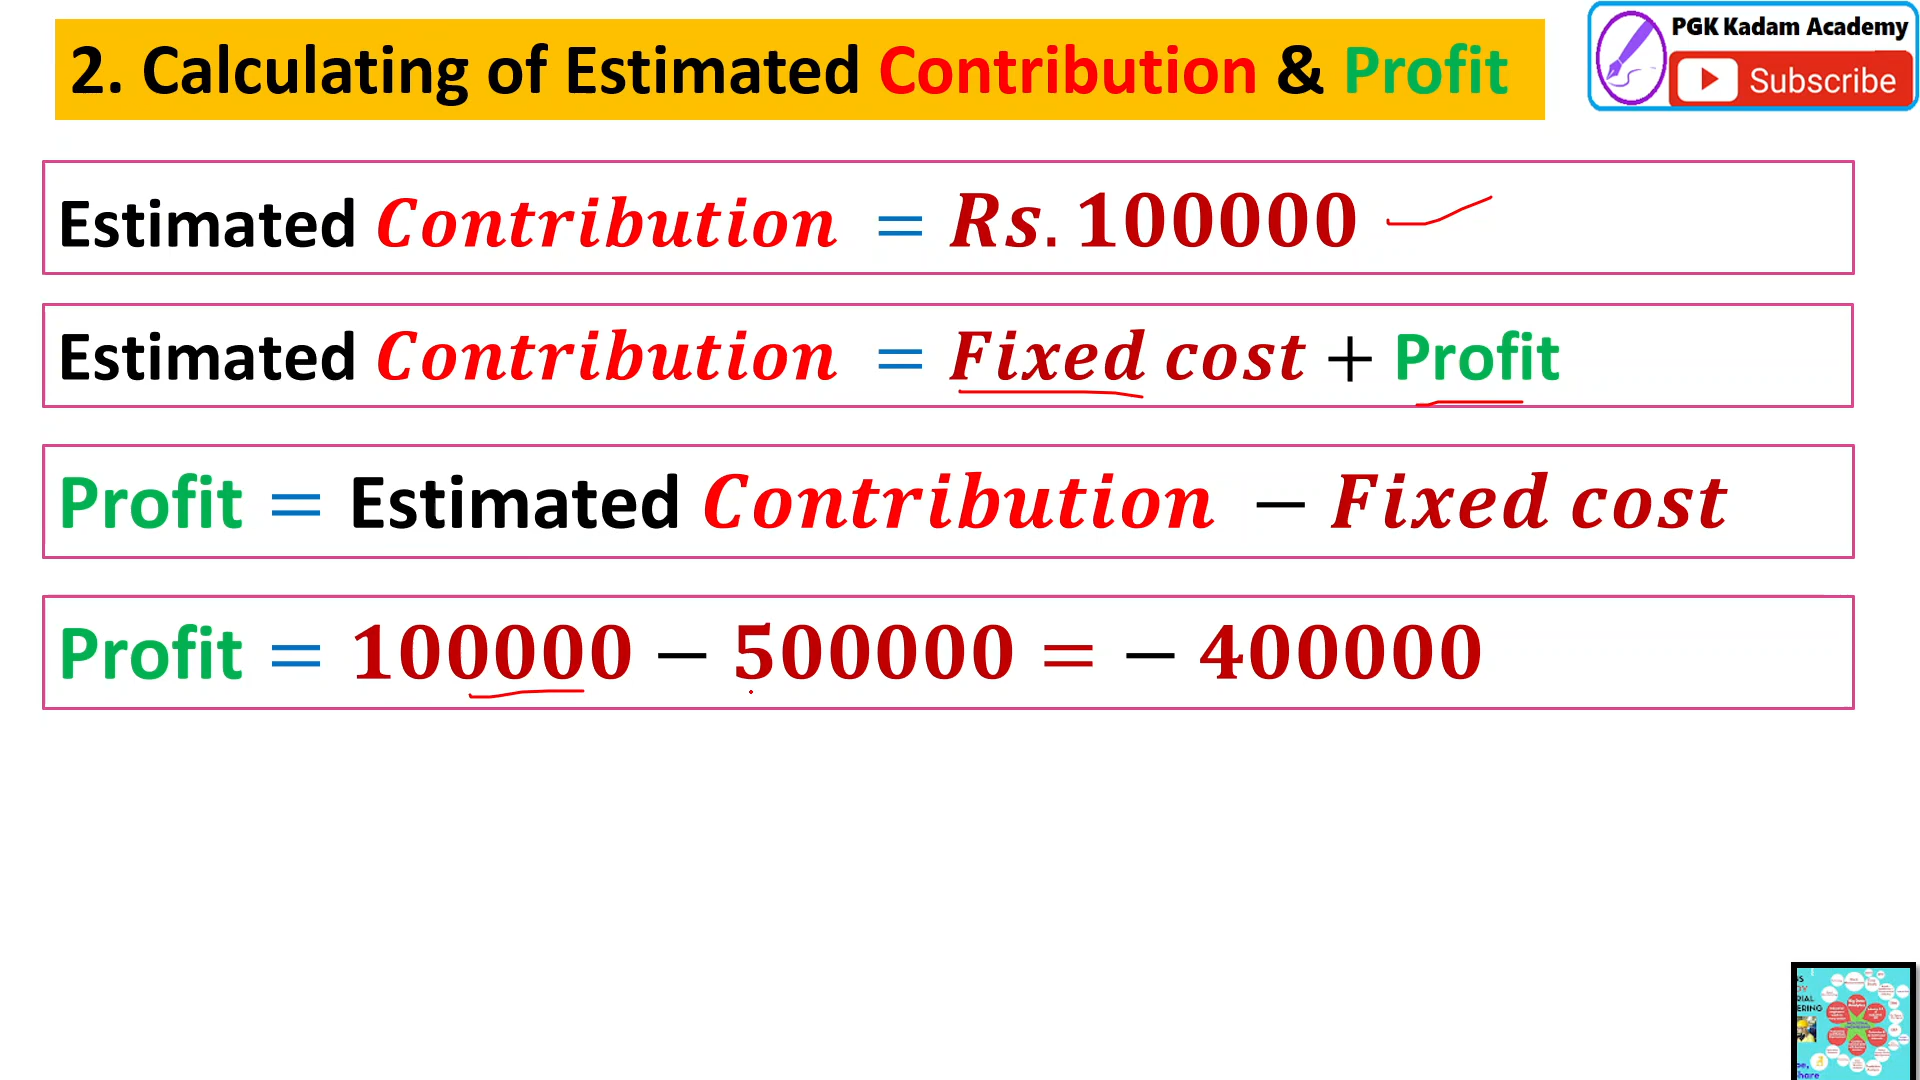 2. Calculating of Estimated Contribution & Profit
PGK Kadam Academy
Subscribe
Estimated Contribution = Rs. 100000
Estimated Contribution = Fixed cost + Profit
Profit = Estimated Contribution − Fixed cost
Profit = 100000 − 500000 = − 400000